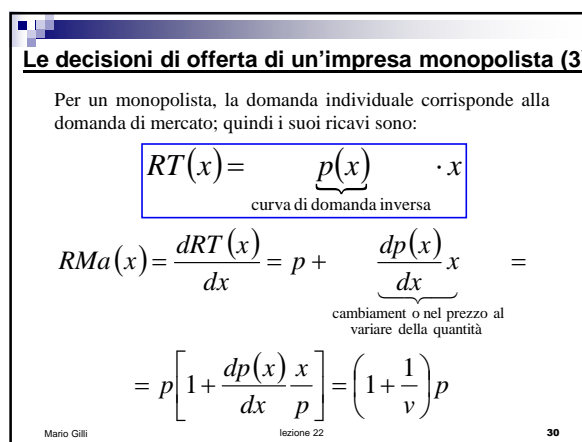 Le decisioni di offerta di un'impresa monopolista (3)
Per un monopolista, la domanda individuale corrisponde alla
domanda di mercato; quindi i suoi ricavi sono:
RT(x) = p(x) · x
curva di domanda inversa
RMa(x) = dRT(x)/dx = p + dp(x)/dx x =
cambiament o nel prezzo al
variare della quantità
= p[1 + dp(x)/dx x/p] = (1 + 1/v) p
Mario Gilli lezione 22 30